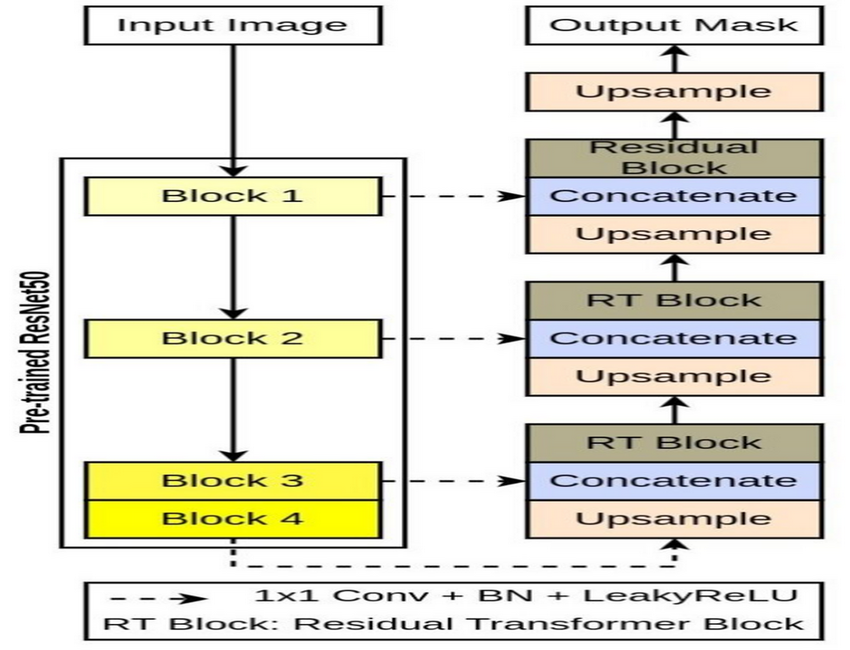 Input Image
Pre-trained ResNet50
Block 1
Block 2
Block 3
Block 4
Output Mask
Upsample
Residual
Block
Concatenate
Upsample
RT Block
Concatenate
Upsample
RT Block
Concatenate
Upsample
1x1 Conv + BN + LeakyReLU
RT Block: Residual Transformer Block